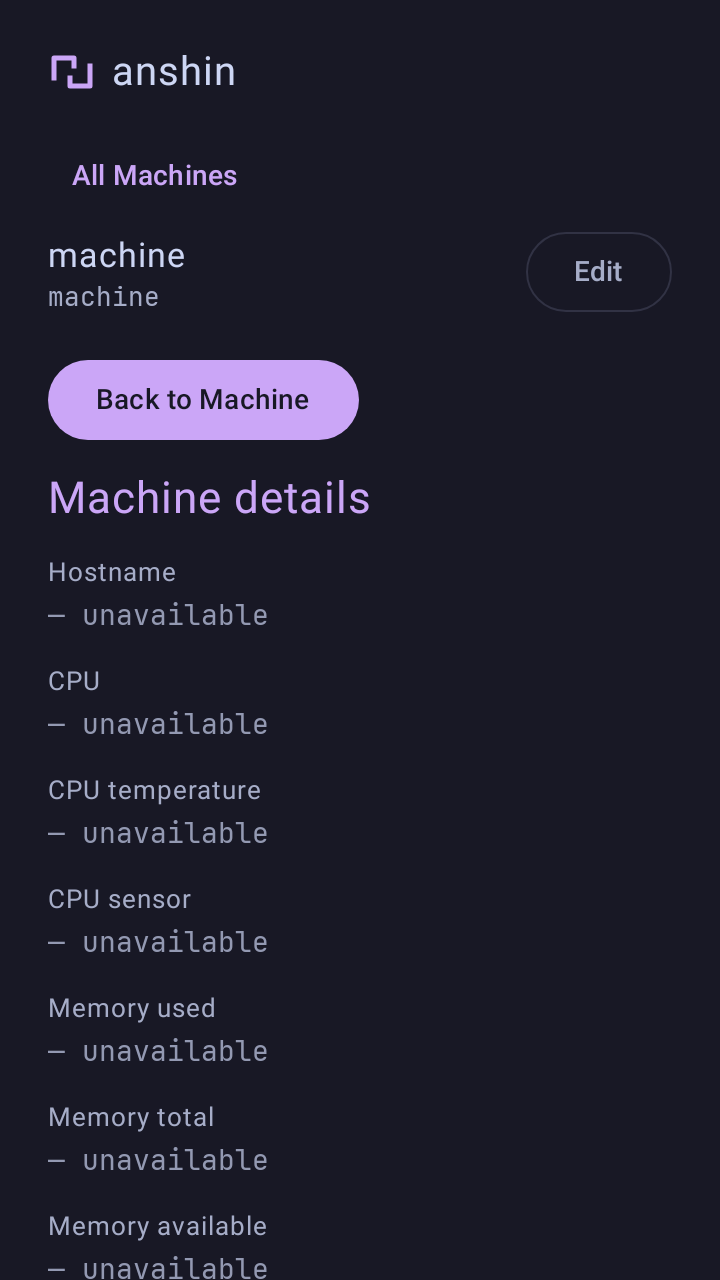 anshin
All Machines
machine
machine
Edit
Back to Machine
Machine details
Hostname
— unavailable
CPU
— unavailable
CPU temperature
— unavailable
CPU sensor
— unavailable
Memory used
— unavailable
Memory total
— unavailable
Memory available
— unavailable